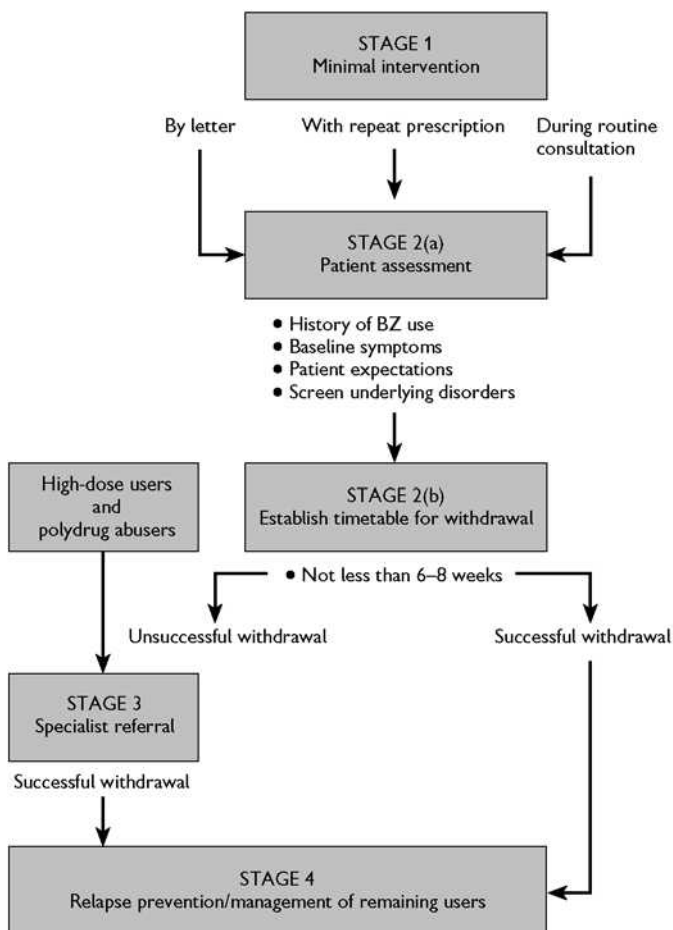 STAGE 1
Minimal intervention
By letter
With repeat prescription
During routine
consultation
STAGE 2(a)
Patient assessment
• History of BZ use
• Baseline symptoms
• Patient expectations
• Screen underlying disorders
High-dose users
and
polydrug abusers
STAGE 2(b)
Establish timetable for withdrawal
• Not less than 6–8 weeks
Unsuccessful withdrawal
Successful withdrawal
STAGE 3
Specialist referral
Successful withdrawal
STAGE 4
Relapse prevention/management of remaining users